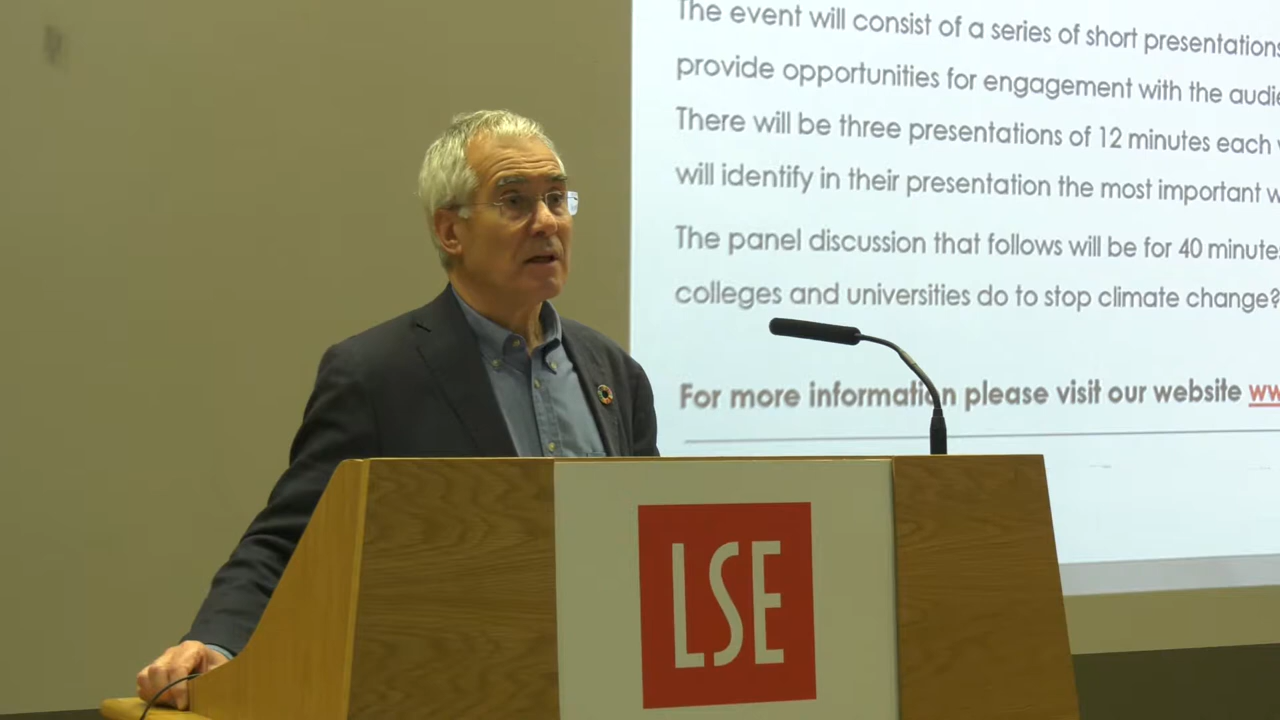 The event will consist of a series of short presentations
provide opportunities for engagement with the
There will be three presentations of 12 minutes each
will identify in their presentation the most important
The panel discussion that follows will be for 40
colleges and universities do to stop climate change?
For more information please visit our website
LSE